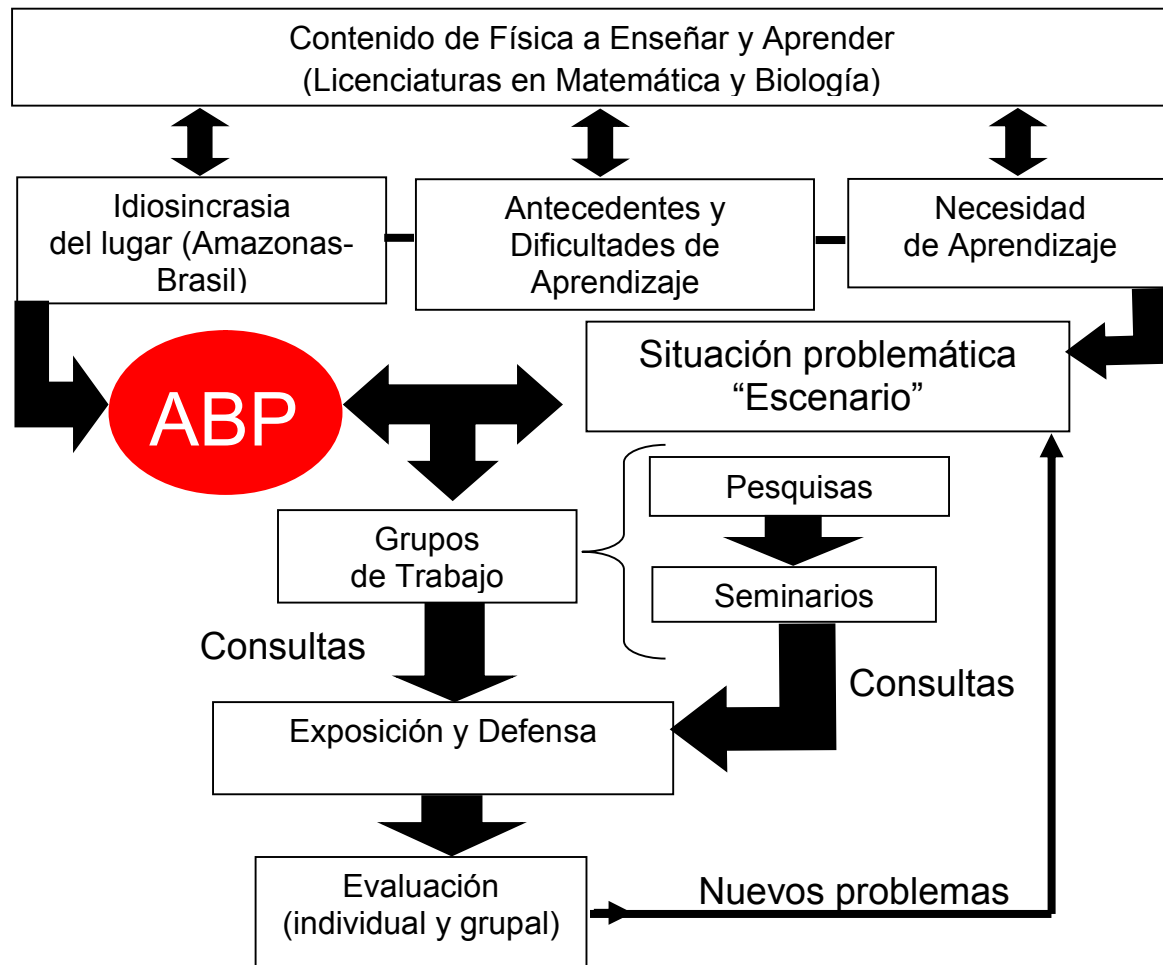 Contenido de Física a Enseñar y Aprender
(Licenciaturas en Matemática y Biología)
Idiosincrasia
del lugar (Amazonas-
Brasil)
Antecedentes y
Dificultades de
Aprendizaje
Necesidad
de Aprendizaje
ABP
Situación problemática
“Escenario”
Pesquisas
Grupos
de Trabajo
Seminarios
Consultas
Consultas
Exposición y Defensa
Evaluación
(individual y grupal)
Nuevos problemas